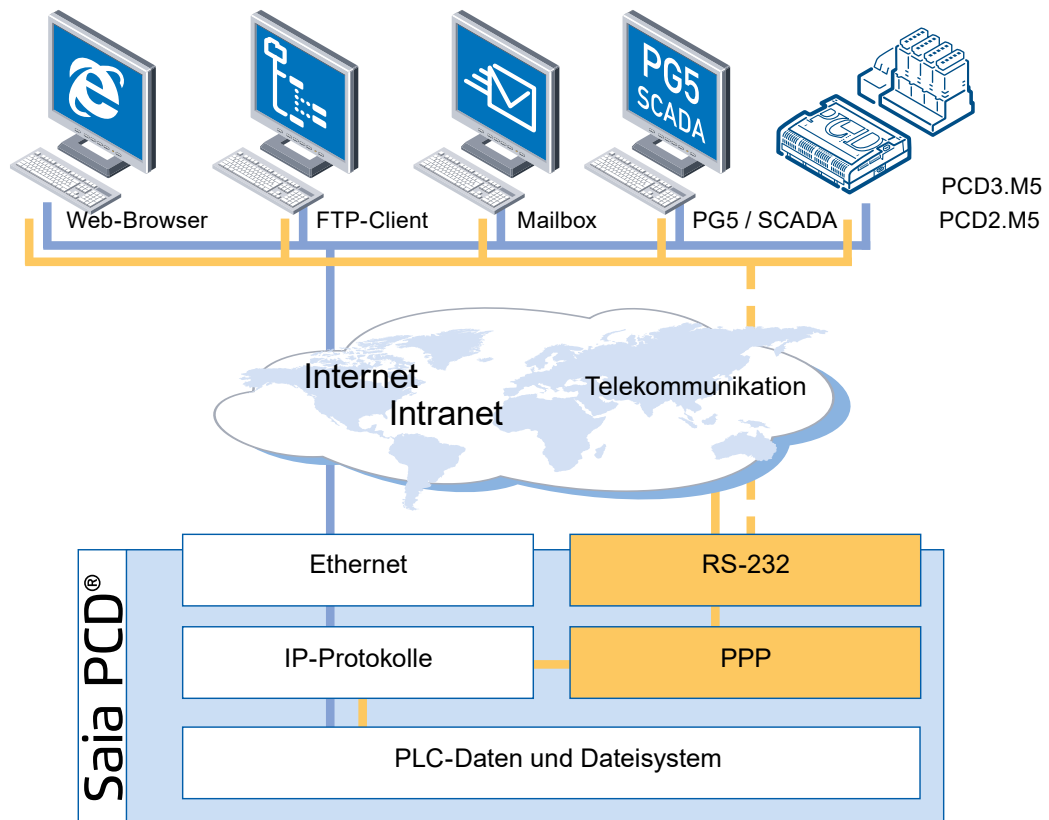 PG5
SCADA
PCD
PCD3.M5
Web-Browser
FTP-Client
Mailbox
PG5 / SCADA
PCD2.M5
Internet
Telekommunikation
Intranet
Ethernet
RS-232
IP-Protokolle
PPP
PLC-Daten und Dateisystem
Saia PCD®